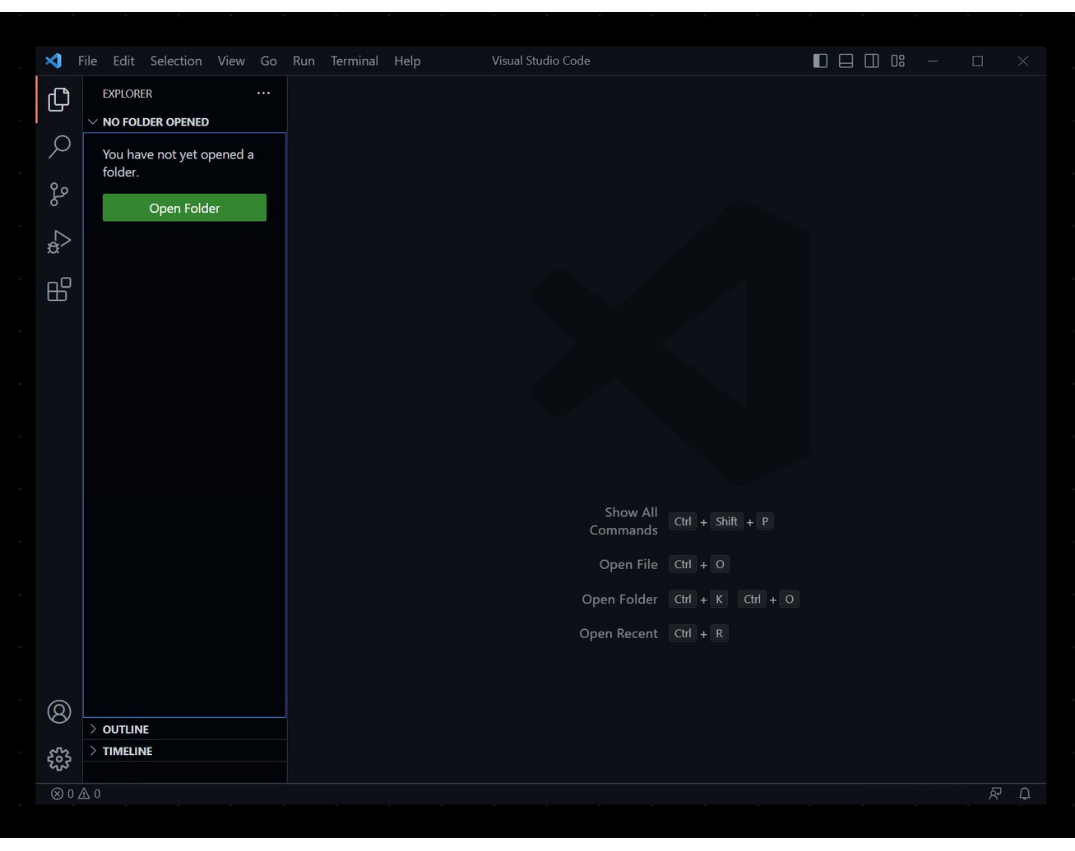 File Edit Selection View Go Run Terminal Help Visual Studio Code
EXPLORER
NO FOLDER OPENED
You have not yet opened a
folder.
Open Folder
Show All
Commands
Ctrl + Shift + P
Open File Ctrl + O
Open Folder Ctrl + K Ctrl + O
Open Recent Ctrl + R
OUTLINE
TIMELINE
0 0